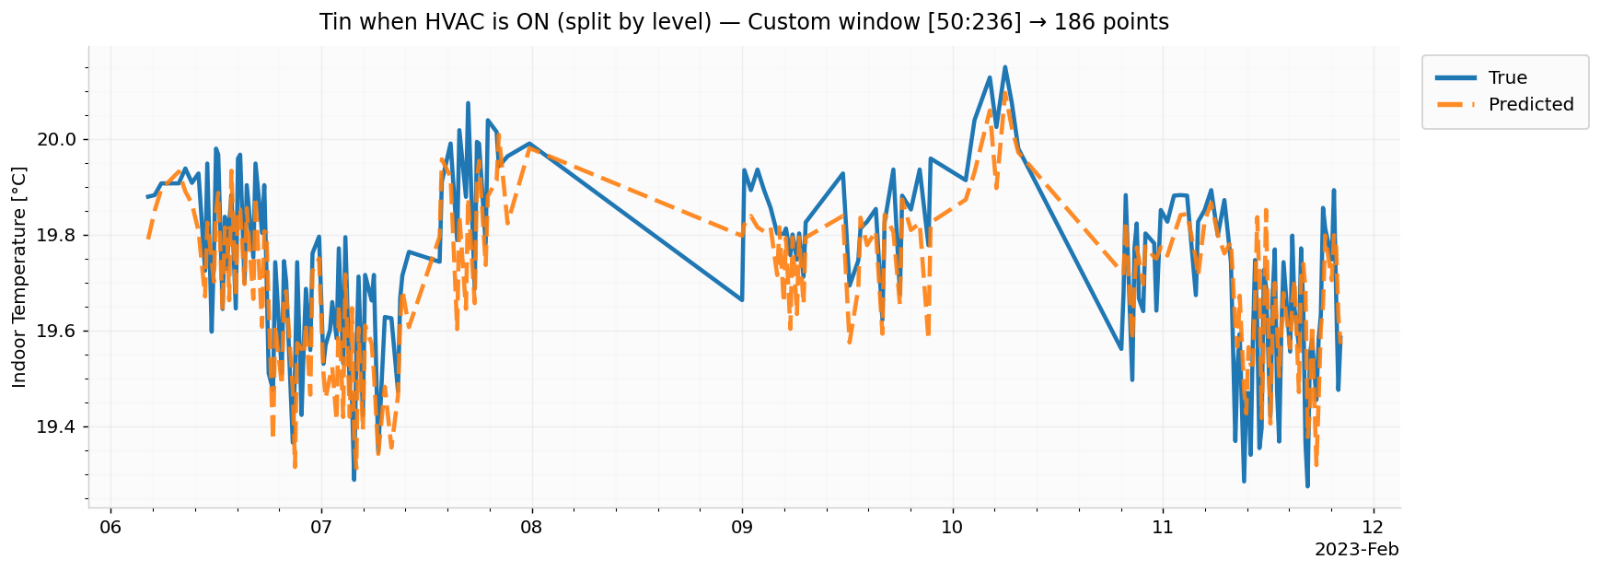 Tin when HVAC is ON (split by level) — Custom window [50:236] → 186 points
True
Predicted
Indoor Temperature [°C]
20.0
19.8
19.6
19.4
06 07 08 09 10 11 12
2023-Feb